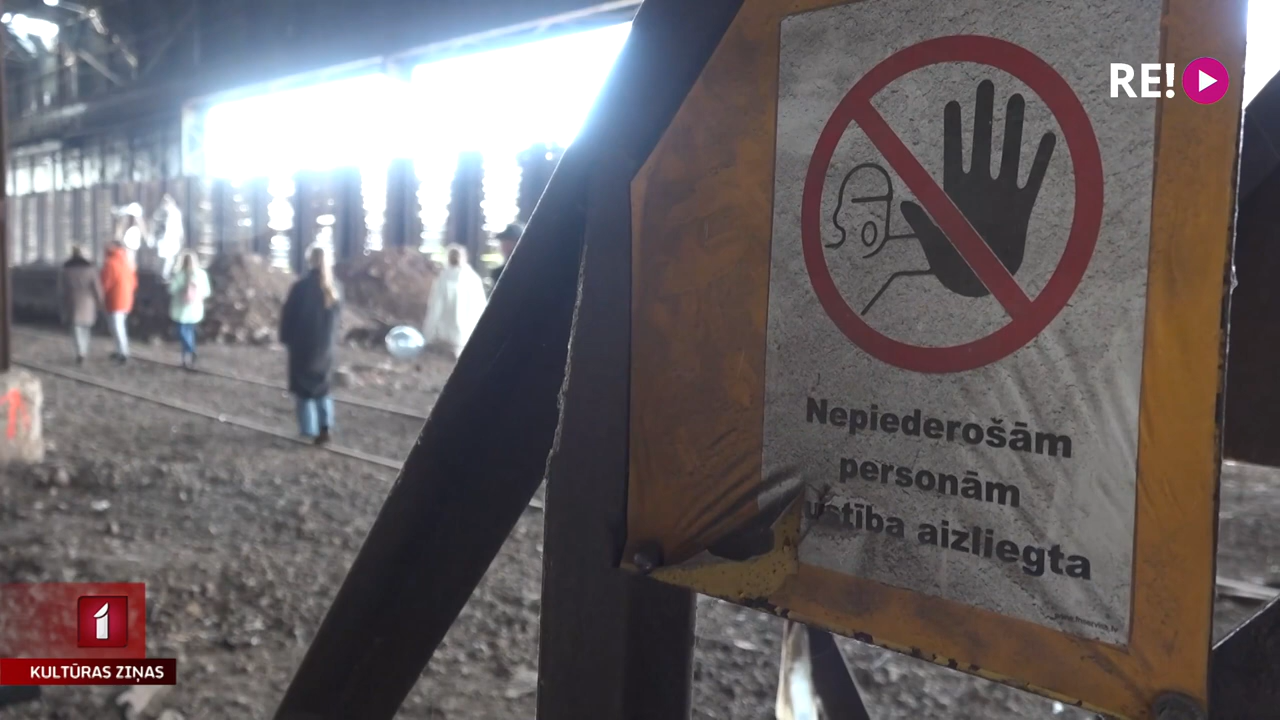 RE!
Nepiederošām
personām
aizliegta
1
KULTŪRAS ZIŅAS